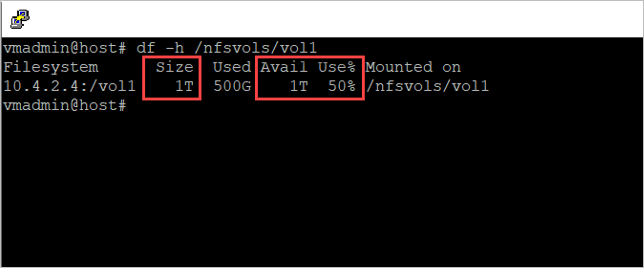 vmadmin@host# df -h /nfsvols/vol1
Filesystem Size Used Avail Use% Mounted on
10.4.2.4:/vol1 1T 500G 1T 50% /nfsvols/vol1
vmadmin@host#